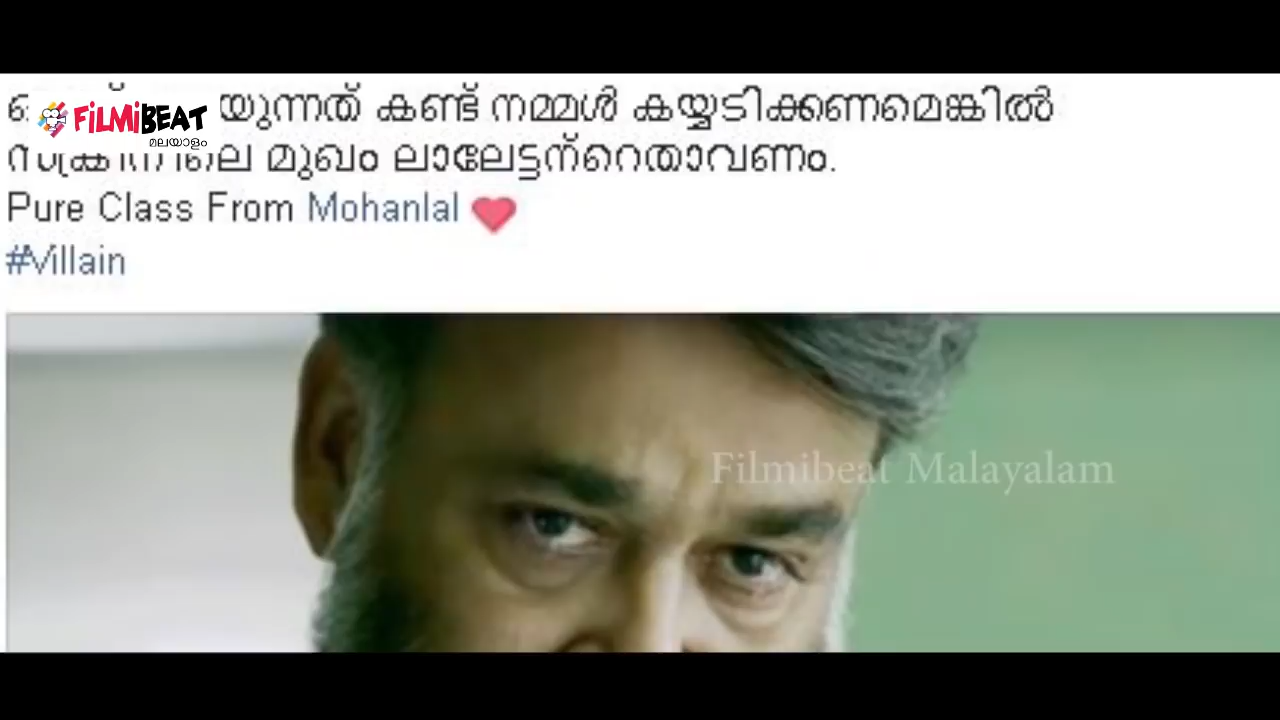 FiLMiBEAT
മലയാളം
യുന്നത് കണ്ട് നമ്മൾ കയ്യടിക്കണമെങ്കിൽ
മുഖം ലാലേട്ടന്റെതാവണം.
Pure Class From Mohanlal
#Villain
Filmibeat Malayalam